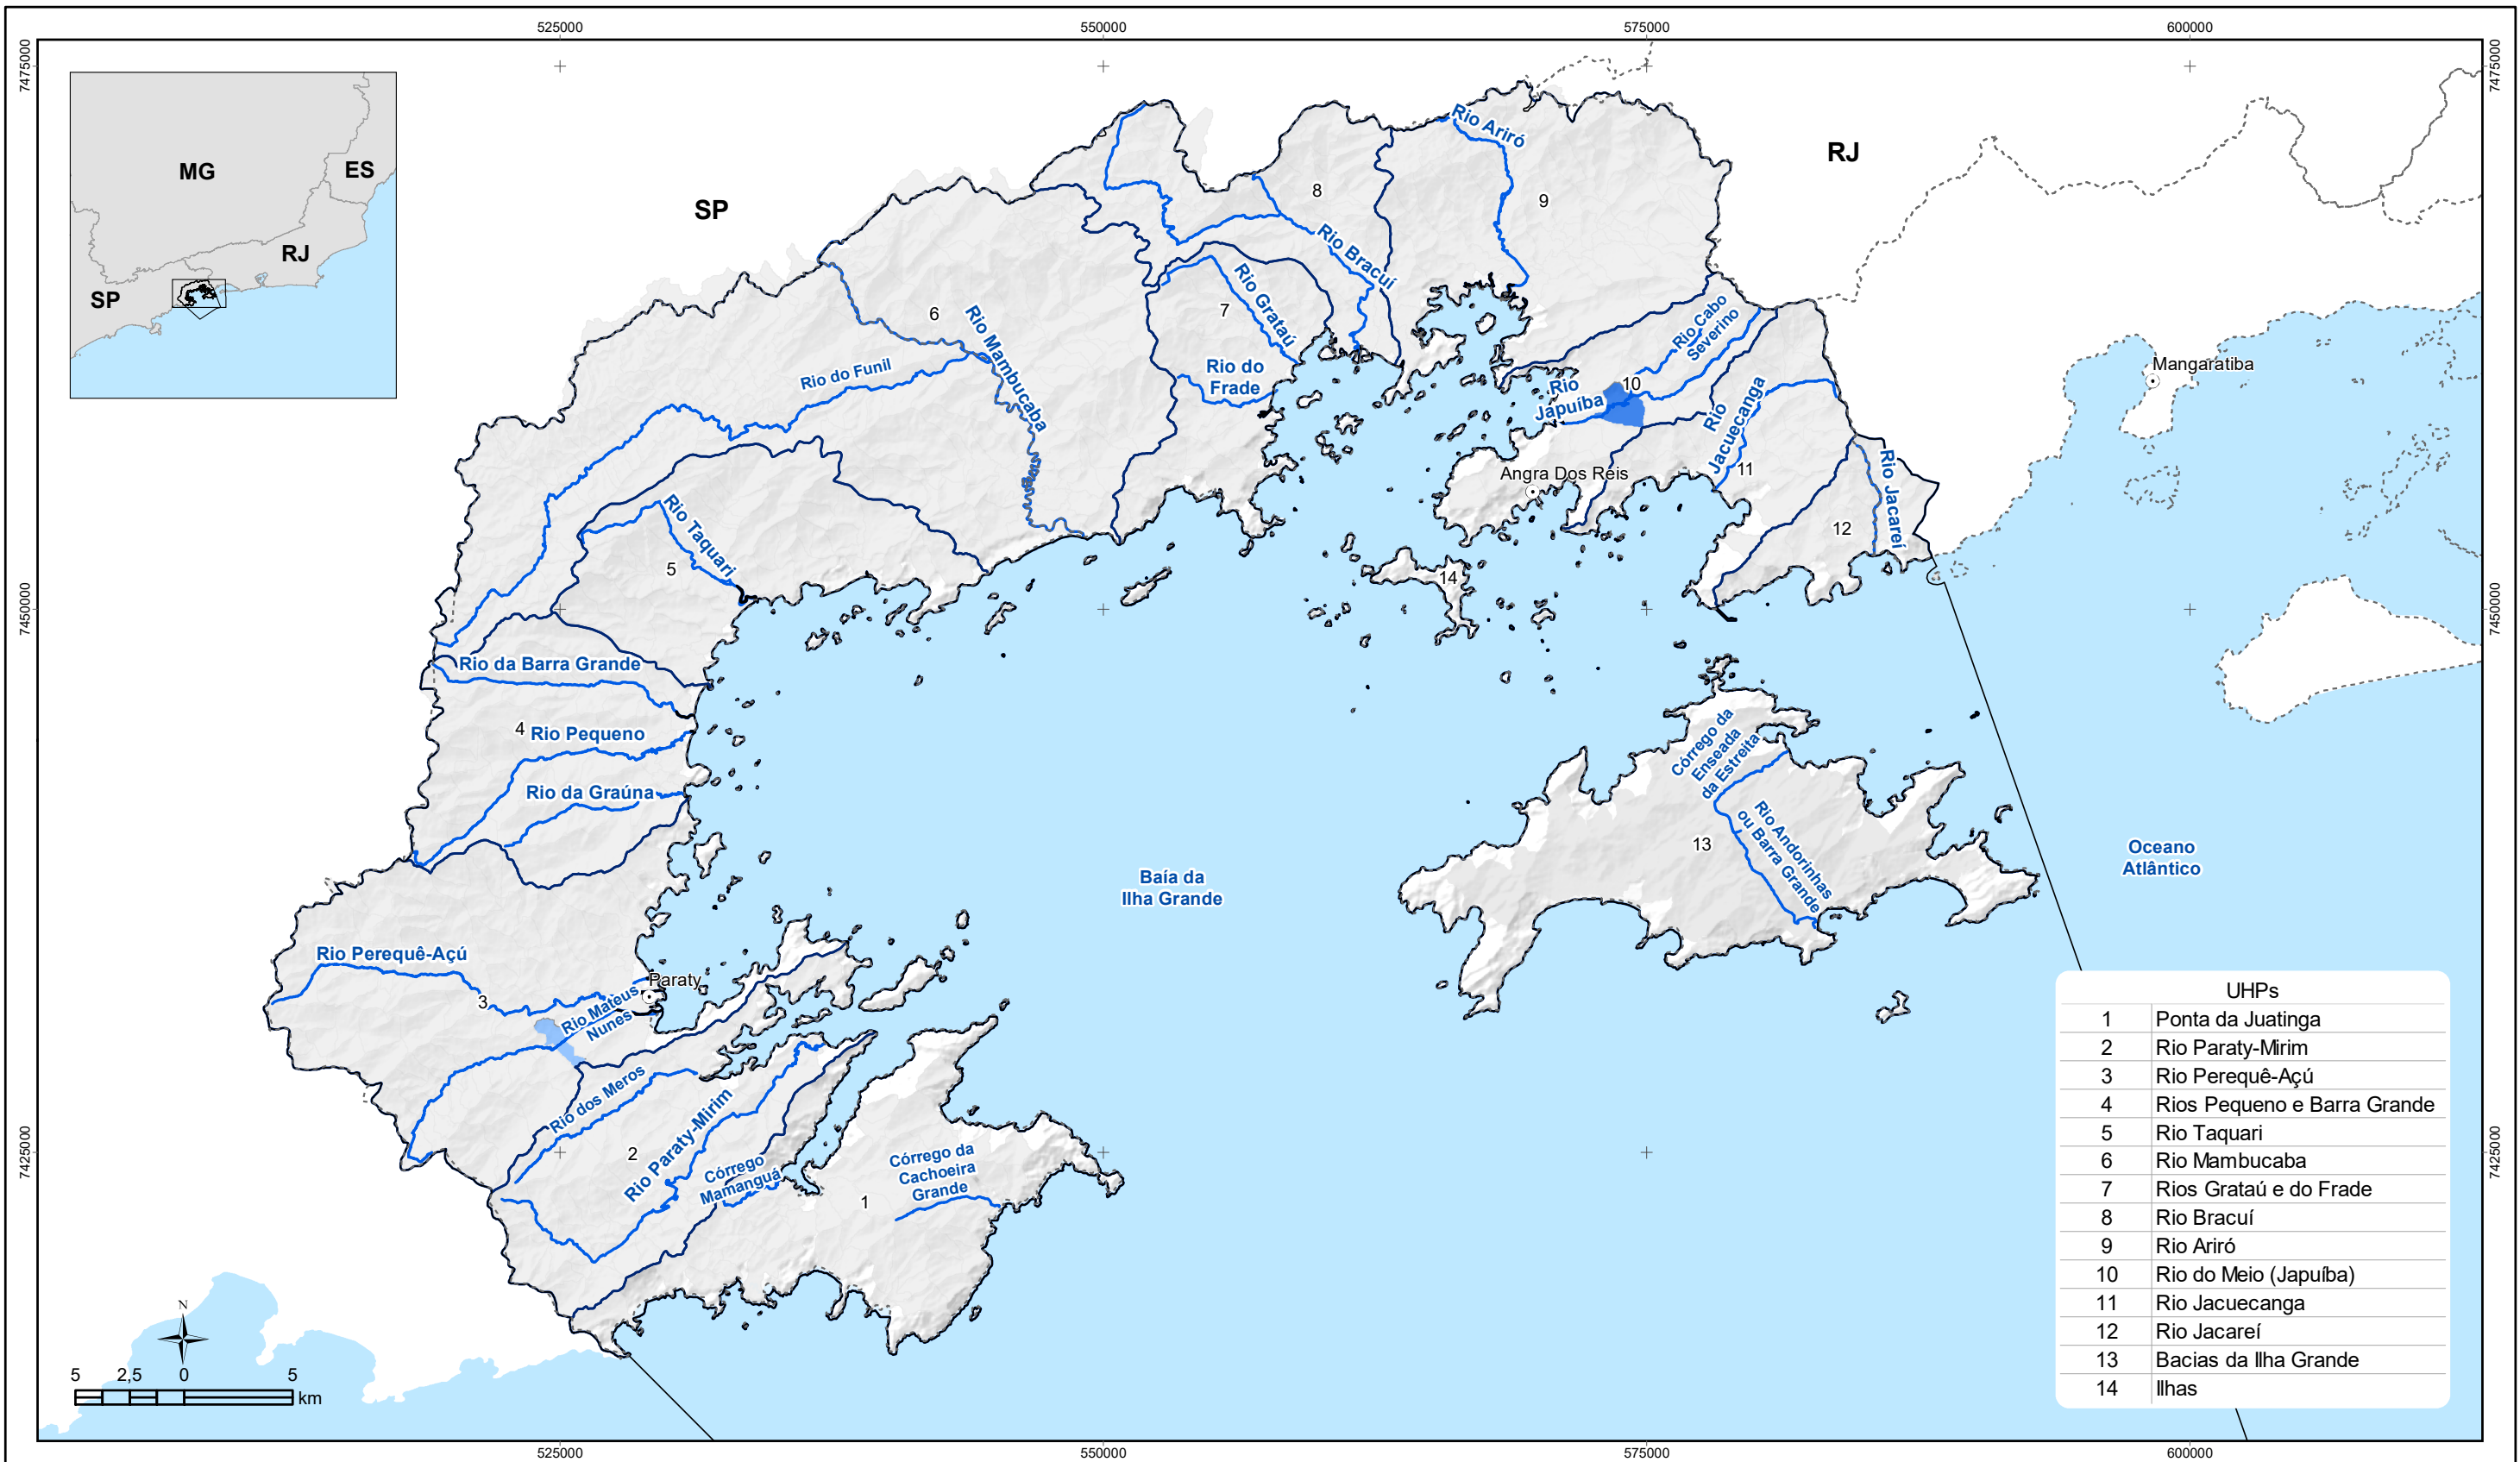 525000
550000
575000
600000
7475000
7475000
MG
ES
RJ
SP
SP
RJ
Rio Ariró
8
9
Rio Bracuí
6
7
Rio Grataú
Rio Mambucaba
Rio do Funil
Rio do
Frade
Rio Cabo
Severino
Rio
Japuíba
10
Rio
Jacuecanga
Mangaratiba
Angra Dos Reis
11
Rio Jacareí
12
Rio Taquari
5
14
7450000
7450000
Rio da Barra Grande
4
Rio Pequeno
Rio da Graúna
Córrego da
Enseada
da Estreita
Rio Andorinhas
ou Barra Grande
13
Baía da
Ilha Grande
Oceano
Atlântico
Rio Perequê-Açú
3
Paraty
Rio Mateus
Nunes
Rio dos Meros
2
Rio Paraty-Mirim
Córrego
Mamanguá
Córrego da
Cachoeira
Grande
1
7425000
7425000
UHPs
1 Ponta da Juatinga
2 Rio Paraty-Mirim
3 Rio Perequê-Açú
4 Rios Pequeno e Barra Grande
5 Rio Taquari
6 Rio Mambucaba
7 Rios Grataú e do Frade
8 Rio Bracuí
9 Rio Ariró
10 Rio do Meio (Japuíba)
11 Rio Jacuecanga
12 Rio Jacareí
13 Bacias da Ilha Grande
14 Ilhas
N
5 2,5 0 5
km
525000
550000
575000
600000